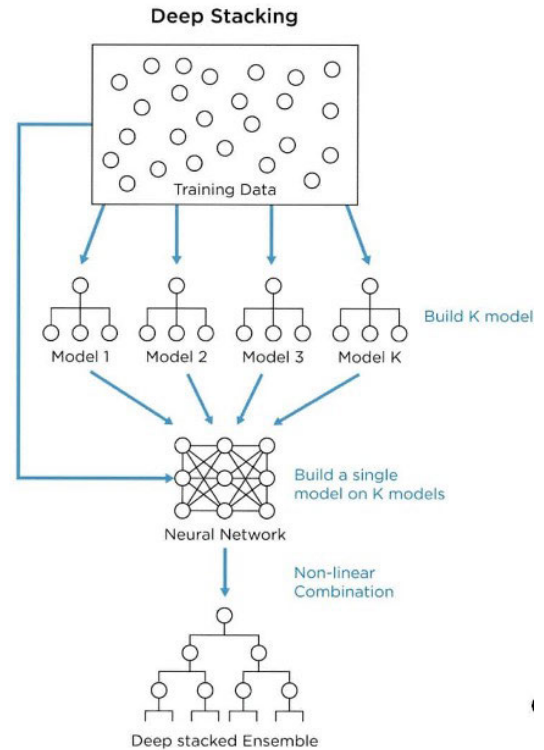 Deep Stacking
Training Data
Build K model
Model 1
Model 2
Model 3
Model K
Build a single
model on K models
Neural Network
Non-linear
Combination
Deep stacked Ensemble